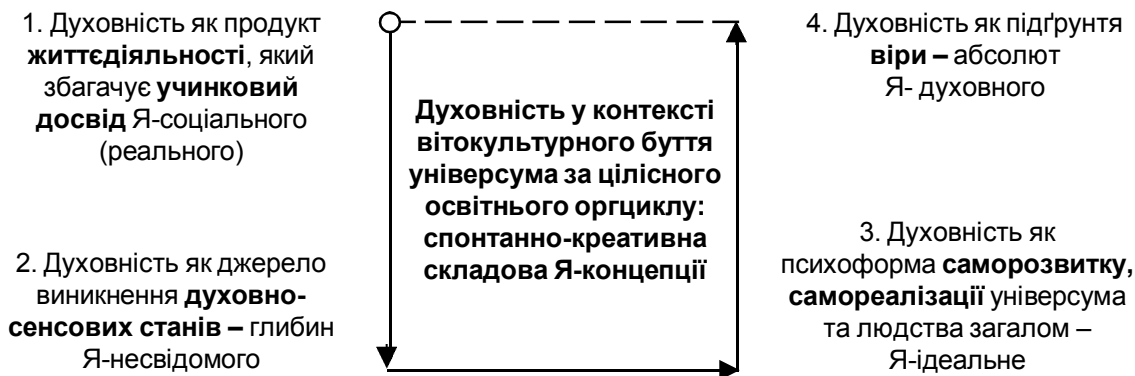 1. Духовність як продукт
життєдіяльності, який
збагачує учинковий
досвід Я-соціального
(реального)
2. Духовність як джерело
виникнення духовно-
сенсових станів – глибин
Я-несвідомого
Духовність у контексті
вітокультурного буття
універсума за цілісного
освітнього оргциклу:
спонтанно-креативна
складова Я-концепції
4. Духовність як підґрунтя
віри – абсолют
Я- духовного
3. Духовність як
психоформа саморозвитку,
самореалізації універсума
та людства загалом –
Я-ідеальне